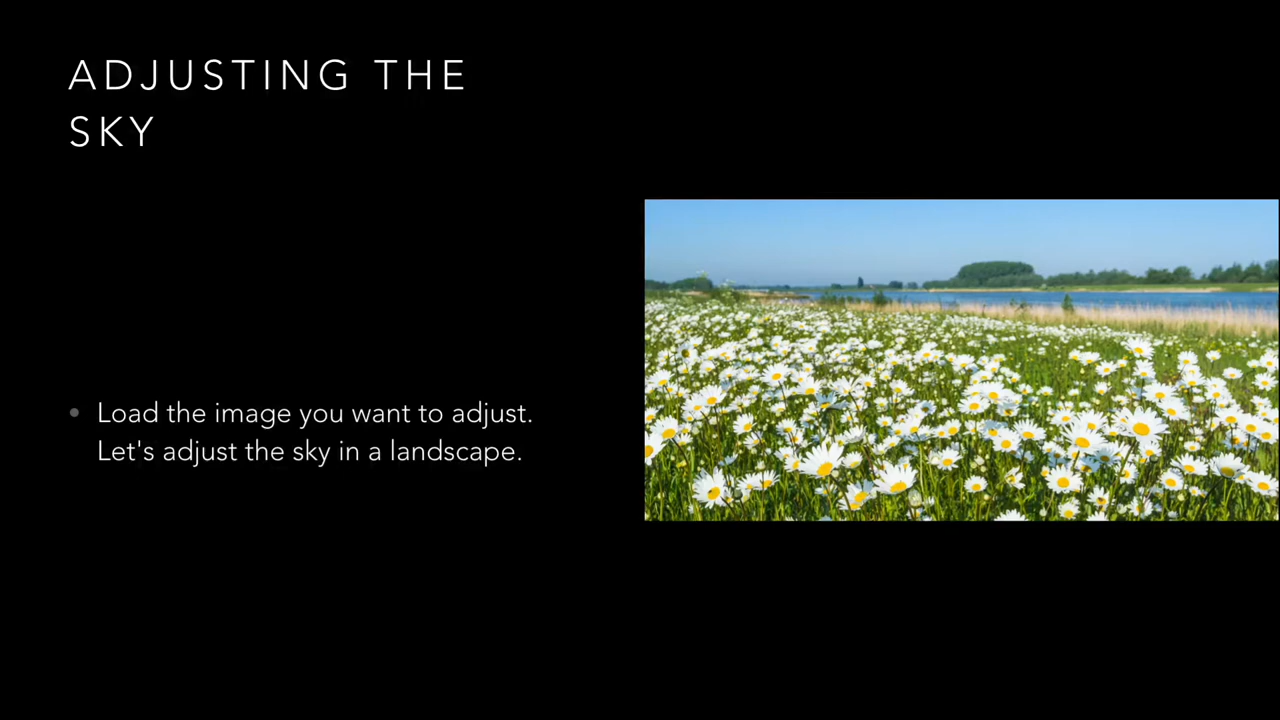 ADJUSTING THE
SKY
Load the image you want to adjust.
Let's adjust the sky in a landscape.